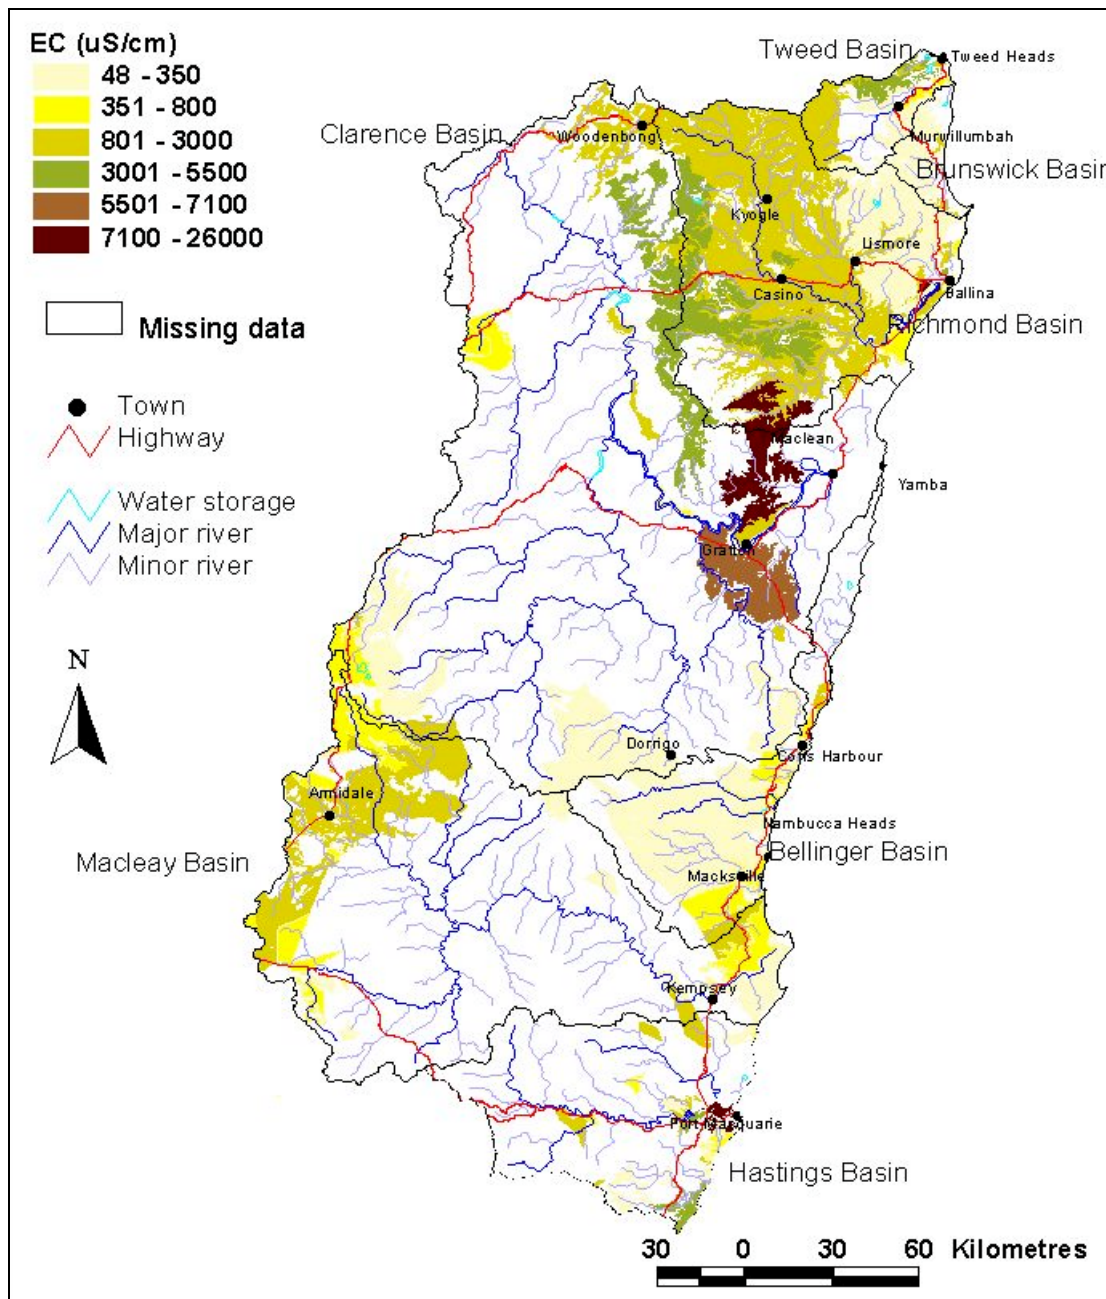 EC (uS/cm)
48 - 350
351 - 800
801 - 3000
3001 - 5500
5501 - 7100
7100 - 26000
Missing data
Town
Highway
Water storage
Major river
Minor river
N
Tweed Basin
Tweed Heads
Clarence Basin
Woodenbong
Murwillumbah
Brunswick Basin
Kyogle
Lismore
Casino
Ballina
Richmond Basin
Maclean
Yamba
Grafton
Dorrigo
Coffs Harbour
Armidale
Nambucca Heads
Macleay Basin
Bellinger Basin
Macksville
Kempsey
Port Macquarie
Hastings Basin
30 0 30 60 Kilometres